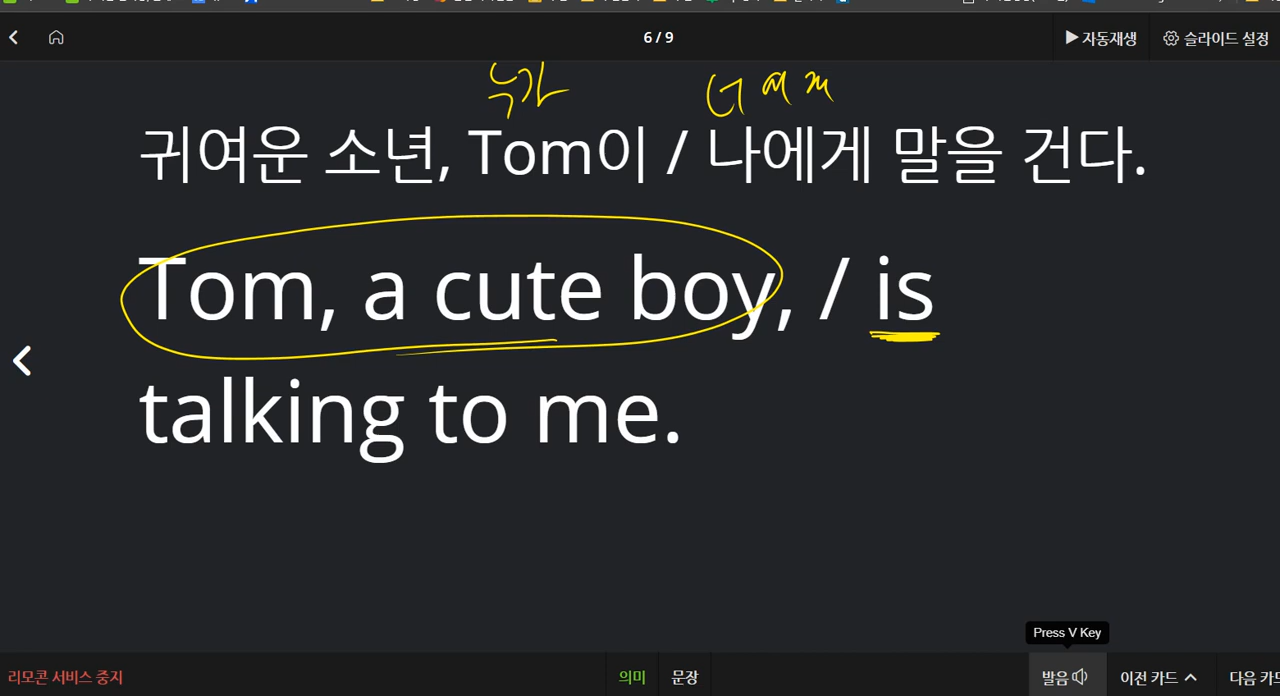 6 / 9
▶ 자동재생
슬라이드 설정
누가
귀여운 소년, Tom이 / 나에게 말을 건다.
Tom, a cute boy, / is
talking to me.
Press V Key
리모콘 서비스 중지
의미
문장
발음
이전 카드
다음